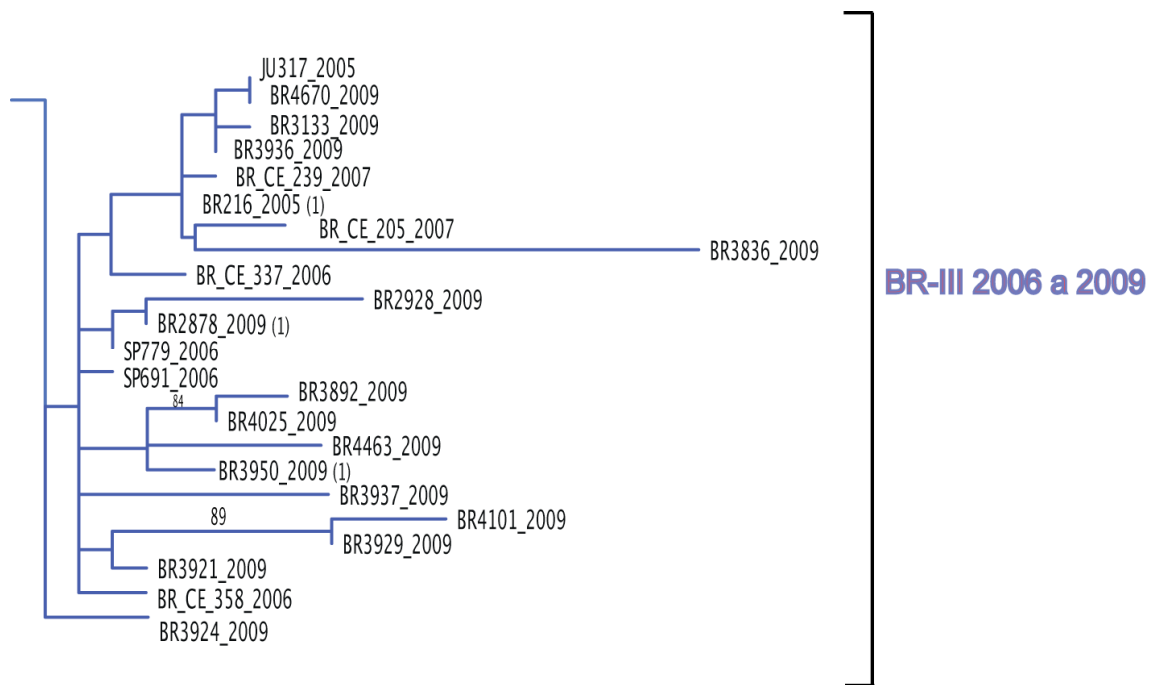 JU317_2005
BR4670_2009
BR3133_2009
BR3936_2009
BR_CE_239_2007
BR216_2005 (1)
BR_CE_205_2007
BR3836_2009
BR_CE_337_2006
BR-III 2006 a 2009
BR2928_2009
BR2878_2009 (1)
SP779_2006
SP691_2006
84
BR3892_2009
BR4025_2009
BR4463_2009
BR3950_2009 (1)
BR3937_2009
89
BR4101_2009
BR3929_2009
BR3921_2009
BR_CE_358_2006
BR3924_2009